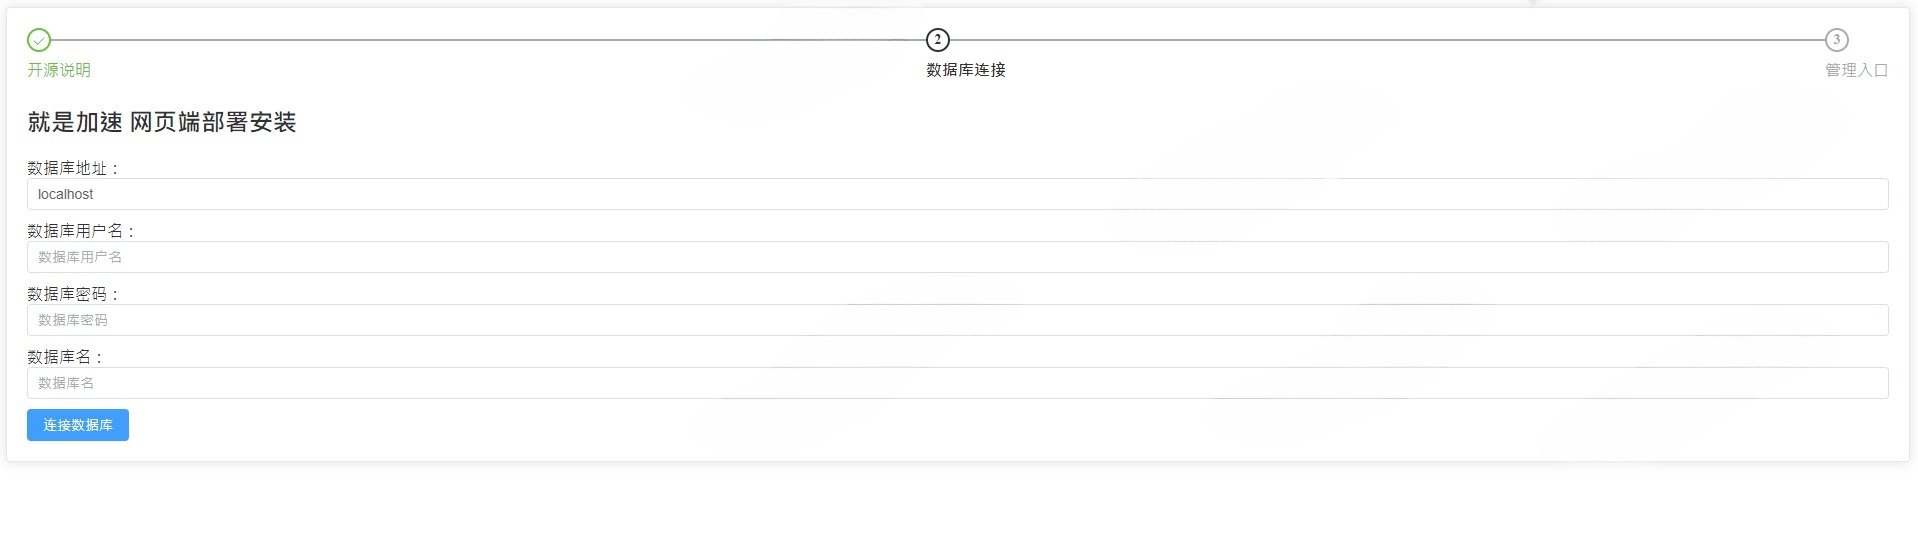 2
3
开源说明
数据库连接
管理入口
就是加速 网页端部署安装
数据库地址：
localhost
数据库用户名：
数据库用户名
数据库密码：
数据库密码
数据库名：
数据库名
连接数据库